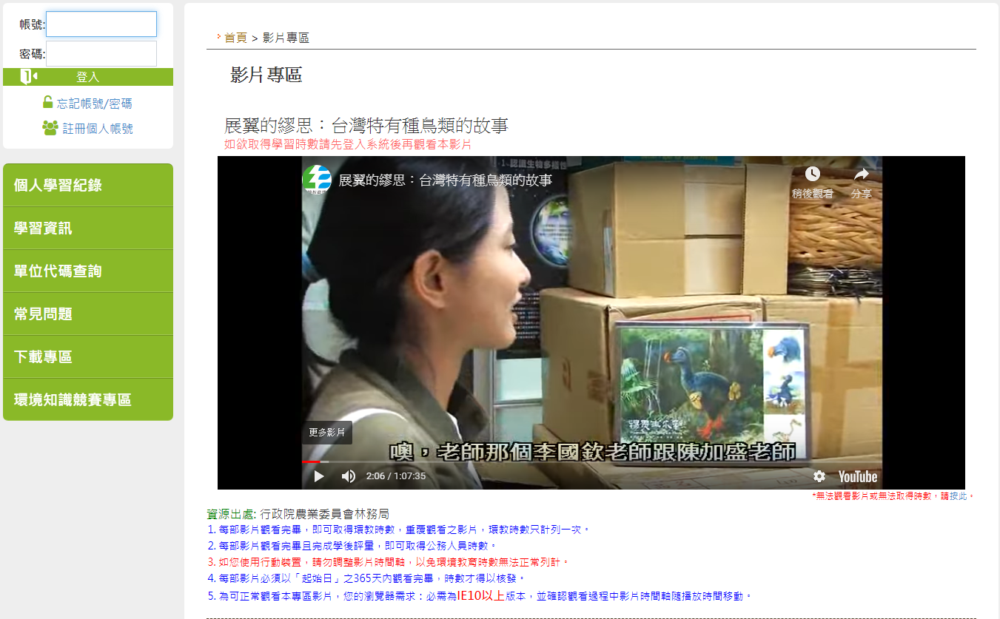 帳號:
密碼:
登入
忘記帳號/密碼
註冊個人帳號
個人學習紀錄
學習資訊
單位代碼查詢
常見問題
下載專區
環境知識競賽專區
首頁 > 影片專區
影片專區
展翼的繆思：台灣特有種鳥類的故事
如欲取得學習時數請先登入系統後再觀看本影片
展翼的繆思：台灣特有種鳥類的故事
稍後觀看
分享
更多影片
噢，老師那個李國欽老師跟陳加盛老師
2:06 / 1:07:35
YouTube
*無法觀看影片或無法取得時數，請按此。
資源出處: 行政院農業委員會林務局
1. 每部影片觀看完畢，即可取得環教時數，重覆觀看之影片，環教時數只計列一次。
2. 每部影片觀看完畢且完成學後評量，即可取得公務人員時數。
3. 如您使用行動裝置，請勿調整影片時間軸，以免環境教育時數無法正常列計。
4. 每部影片必須以「起始日」之365天內觀看完畢，時數才得以核發。
5. 為可正常觀看本專區影片，您的瀏覽器需求：必需為IE10以上版本，並確認觀看過程中影片時間軸隨播放時間移動。